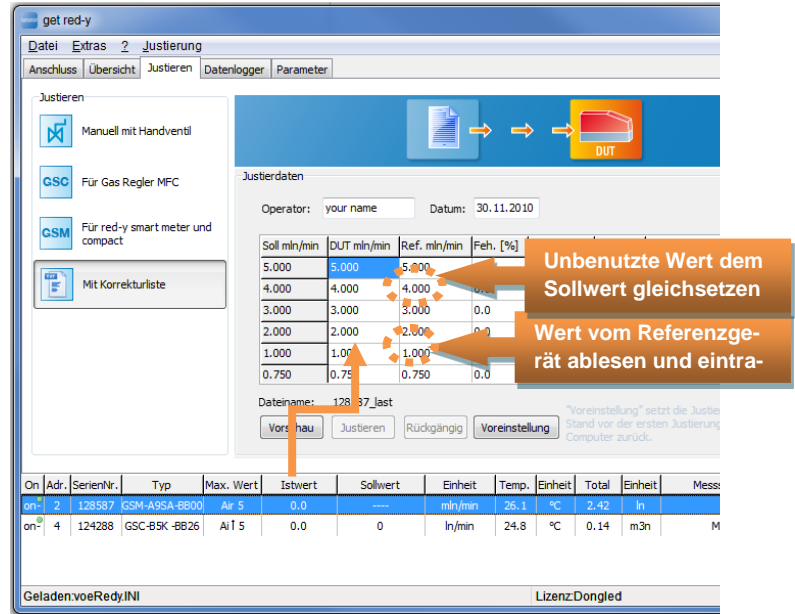 get red-y
Datei Extras ? Justierung
Anschluss Übersicht Justieren Datenlogger Parameter
Justieren
Manuell mit Handventil
GSC Für Gas Regler MFC
GSM Für red-y smart meter und
compact
Mit Korrekturliste
DUT
Justierdaten
Operator: your name Datum: 30.11.2010
Soll mln/min DUT mln/min Ref. mln/min Feh. [%]
5.000 5.000 5.000
4.000 4.000 4.000
3.000 3.000 3.000 0.0
2.000 2.000 2.000 0.0
1.000 1.000 1.000
0.750 0.75 0.750 0.0
Unbenutzte Wert dem
Sollwert gleichsetzen
Wert vom Referenzge-
rät ablesen und eintra-
Dateiname: 128587_last
Vorschau Justieren Rückgängig Voreinstellung
"Voreinstellung" setzt die Justie
Stand vor der ersten Justierung
Computer zurück.
On Adr. SerienNr. Typ Max. Wert Istwert Sollwert Einheit Temp. Einheit Total Einheit Messs
on- 2 128587 GSM-A9SA-BB00 Air 5 0.0 ---- mln/min 26.1 °C 2.42 ln
on- 4 124288 GSC-B5K -BB26 Ai 5 0.0 0 ln/min 24.8 °C 0.14 m3n M
Geladen:voeRedy.INI Lizenz:Dongled